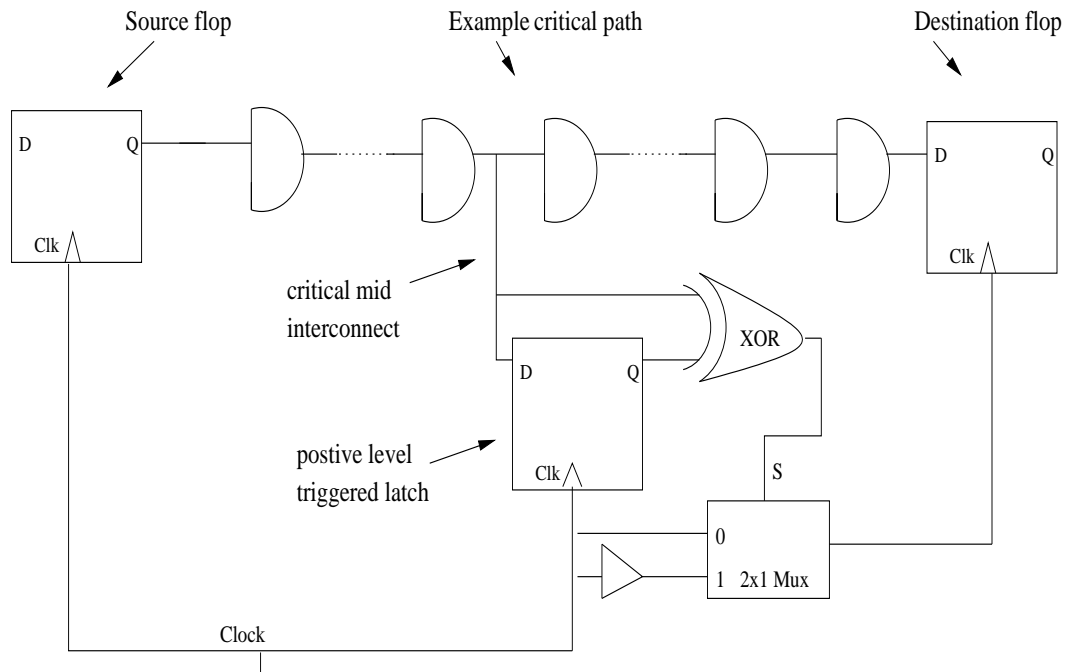 Source flop
Example critical path
Destination flop
D
Q
Clk
D
Q
Clk
critical mid
interconnect
XOR
D
Q
Clk
postive level
triggered latch
S
0
1
2x1 Mux
Clock